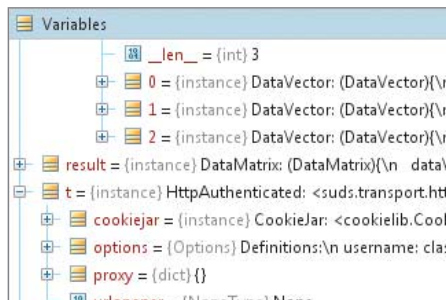 Variables
__len__ = {int} 3
0 = {instance} DataVector: (DataVector){\n
1 = {instance} DataVector: (DataVector){\n
2 = {instance} DataVector: (DataVector){\n
result = {instance} DataMatrix: (DataMatrix){\n data
t = {instance} HttpAuthenticated: <suds.transport.htt
cookiejar = {instance} CookieJar: <cookielib.Cook
options = {Options} Definitions:\n username: clas
proxy = {dict} {}